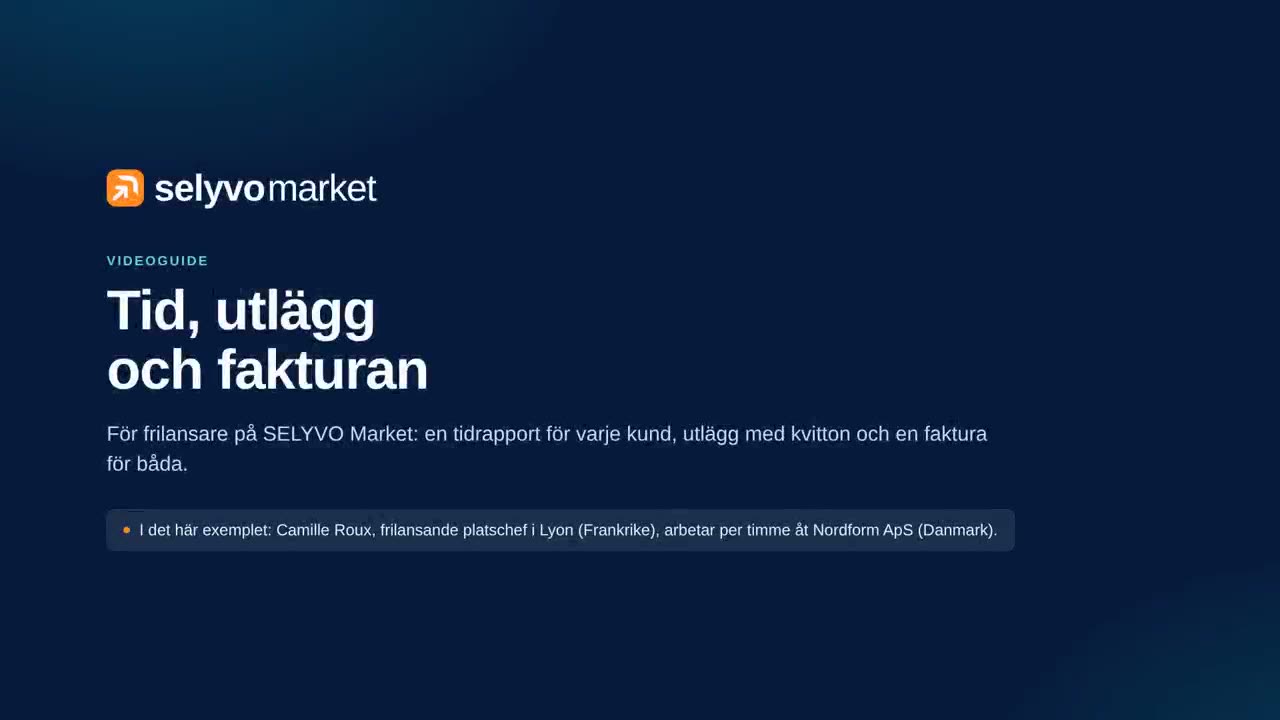 selyvomarket
VIDEOGUIDE
Tid, utlägg
och fakturan
För frilansare på SELYVO Market: en tidrapport för varje kund, utlägg med kvitton och en faktura
för båda.
I det här exemplet: Camille Roux, frilansande platschef i Lyon (Frankrike), arbetar per timme åt Nordform ApS (Danmark).